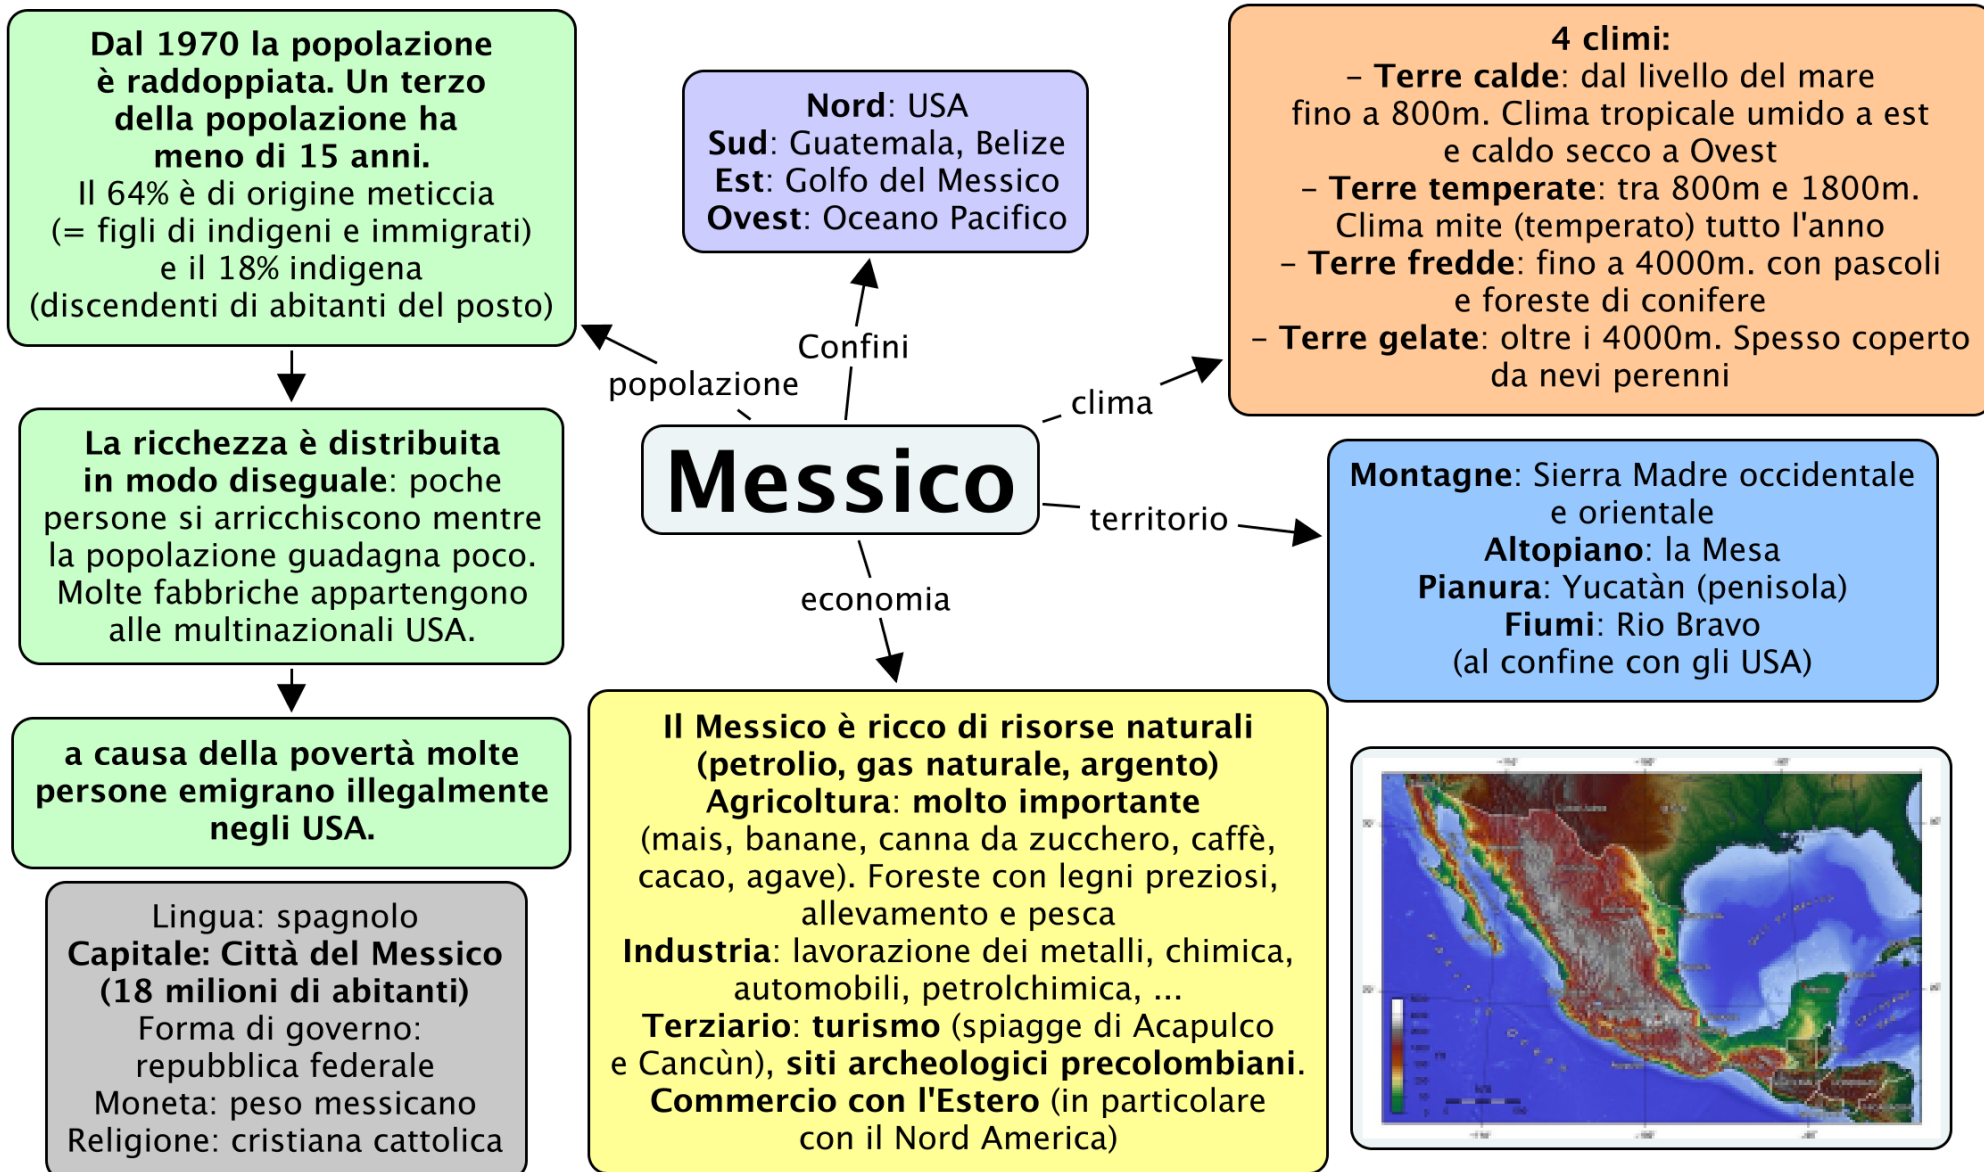 Dal 1970 la popolazione
è raddoppiata. Un terzo
della popolazione ha
meno di 15 anni.
Il 64% è di origine meticcia
(= figli di indigeni e immigrati)
e il 18% indigena
(discendenti di abitanti del posto)
Nord: USA
Sud: Guatemala, Belize
Est: Golfo del Messico
Ovest: Oceano Pacifico
4 climi:
– Terre calde: dal livello del mare
fino a 800m. Clima tropicale umido a est
e caldo secco a Ovest
– Terre temperate: tra 800m e 1800m.
Clima mite (temperato) tutto l'anno
– Terre fredde: fino a 4000m. con pascoli
e foreste di conifere
– Terre gelate: oltre i 4000m. Spesso coperto
da nevi perenni
popolazione
Confini
clima
Messico
territorio
economia
La ricchezza è distribuita
in modo diseguale: poche
persone si arricchiscono mentre
la popolazione guadagna poco.
Molte fabbriche appartengono
alle multinazionali USA.
Montagne: Sierra Madre occidentale
e orientale
Altopiano: la Mesa
Pianura: Yucatàn (penisola)
Fiumi: Rio Bravo
(al confine con gli USA)
a causa della povertà molte
persone emigrano illegalmente
negli USA.
Il Messico è ricco di risorse naturali
(petrolio, gas naturale, argento)
Agricoltura: molto importante
(mais, banane, canna da zucchero, caffè,
cacao, agave). Foreste con legni preziosi,
allevamento e pesca
Industria: lavorazione dei metalli, chimica,
automobili, petrolchimica, ...
Terziario: turismo (spiagge di Acapulco
e Cancùn), siti archeologici precolombiani.
Commercio con l'Estero (in particolare
con il Nord America)
Lingua: spagnolo
Capitale: Città del Messico
(18 milioni di abitanti)
Forma di governo:
repubblica federale
Moneta: peso messicano
Religione: cristiana cattolica